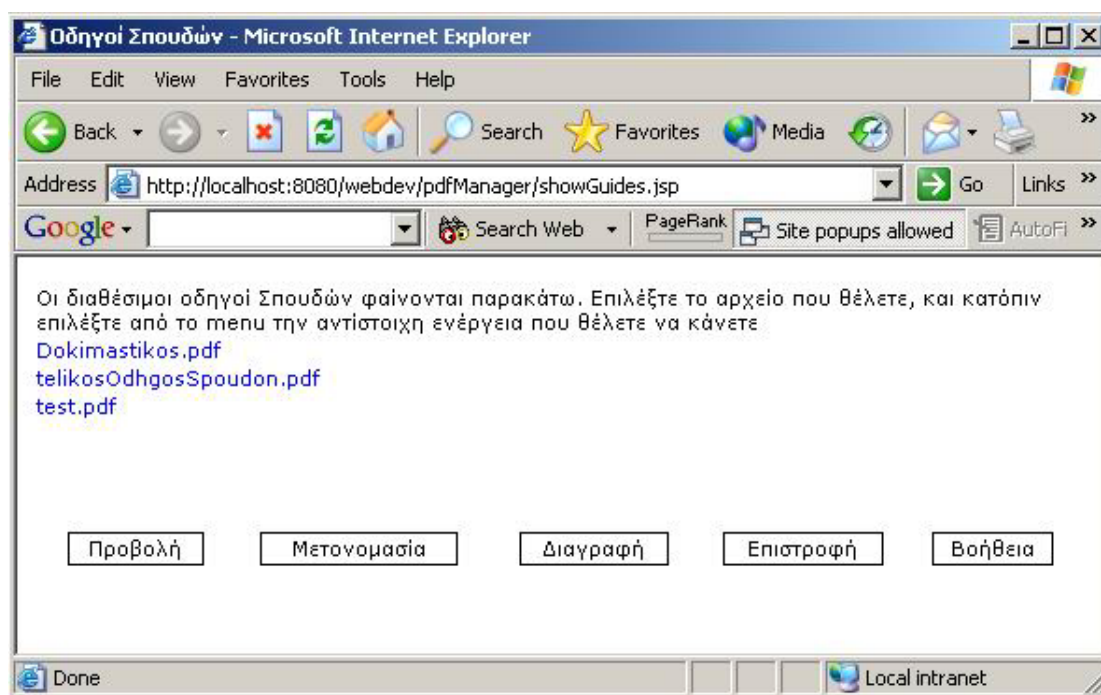 Οδηγοί Σπουδών - Microsoft Internet Explorer
File Edit View Favorites Tools Help
Back Search Favorites Media »
Address http://localhost:8080/webdev/pdfManager/showGuides.jsp Go Links »
Google Search Web PageRank Site popups allowed AutoFi »
Οι διαθέσιμοι οδηγοί Σπουδών φαίνονται παρακάτω. Επιλέξτε το αρχείο που θέλετε, και κατόπιν
επιλέξτε από το menu την αντίστοιχη ενέργεια που θέλετε να κάνετε
Dokimastikos.pdf
telikosOdhgosSpoudon.pdf
test.pdf
Προβολή Μετονομασία Διαγραφή Επιστροφή Βοήθεια
Done Local intranet